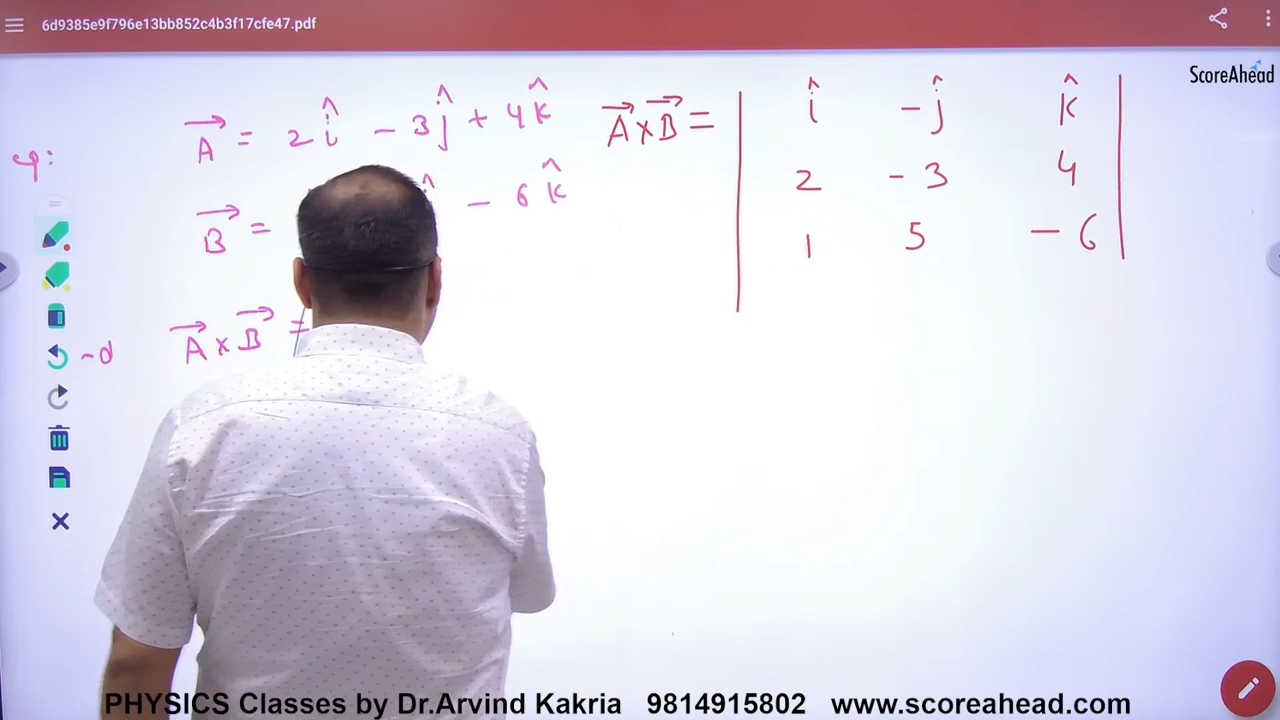 6d9385e9f796e13bb852c4b3f17cfe47.pdf
ScoreAhead
A⃗ = 2î - 3ĵ + 4k̂
B⃗ = - 6k̂
A⃗ x B⃗ =
A⃗ x B⃗ = | î -ĵ k̂ |
2 -3 4
1 5 -6
PHYSICS Classes by Dr.Arvind Kakria 9814915802 www.scoreahead.com